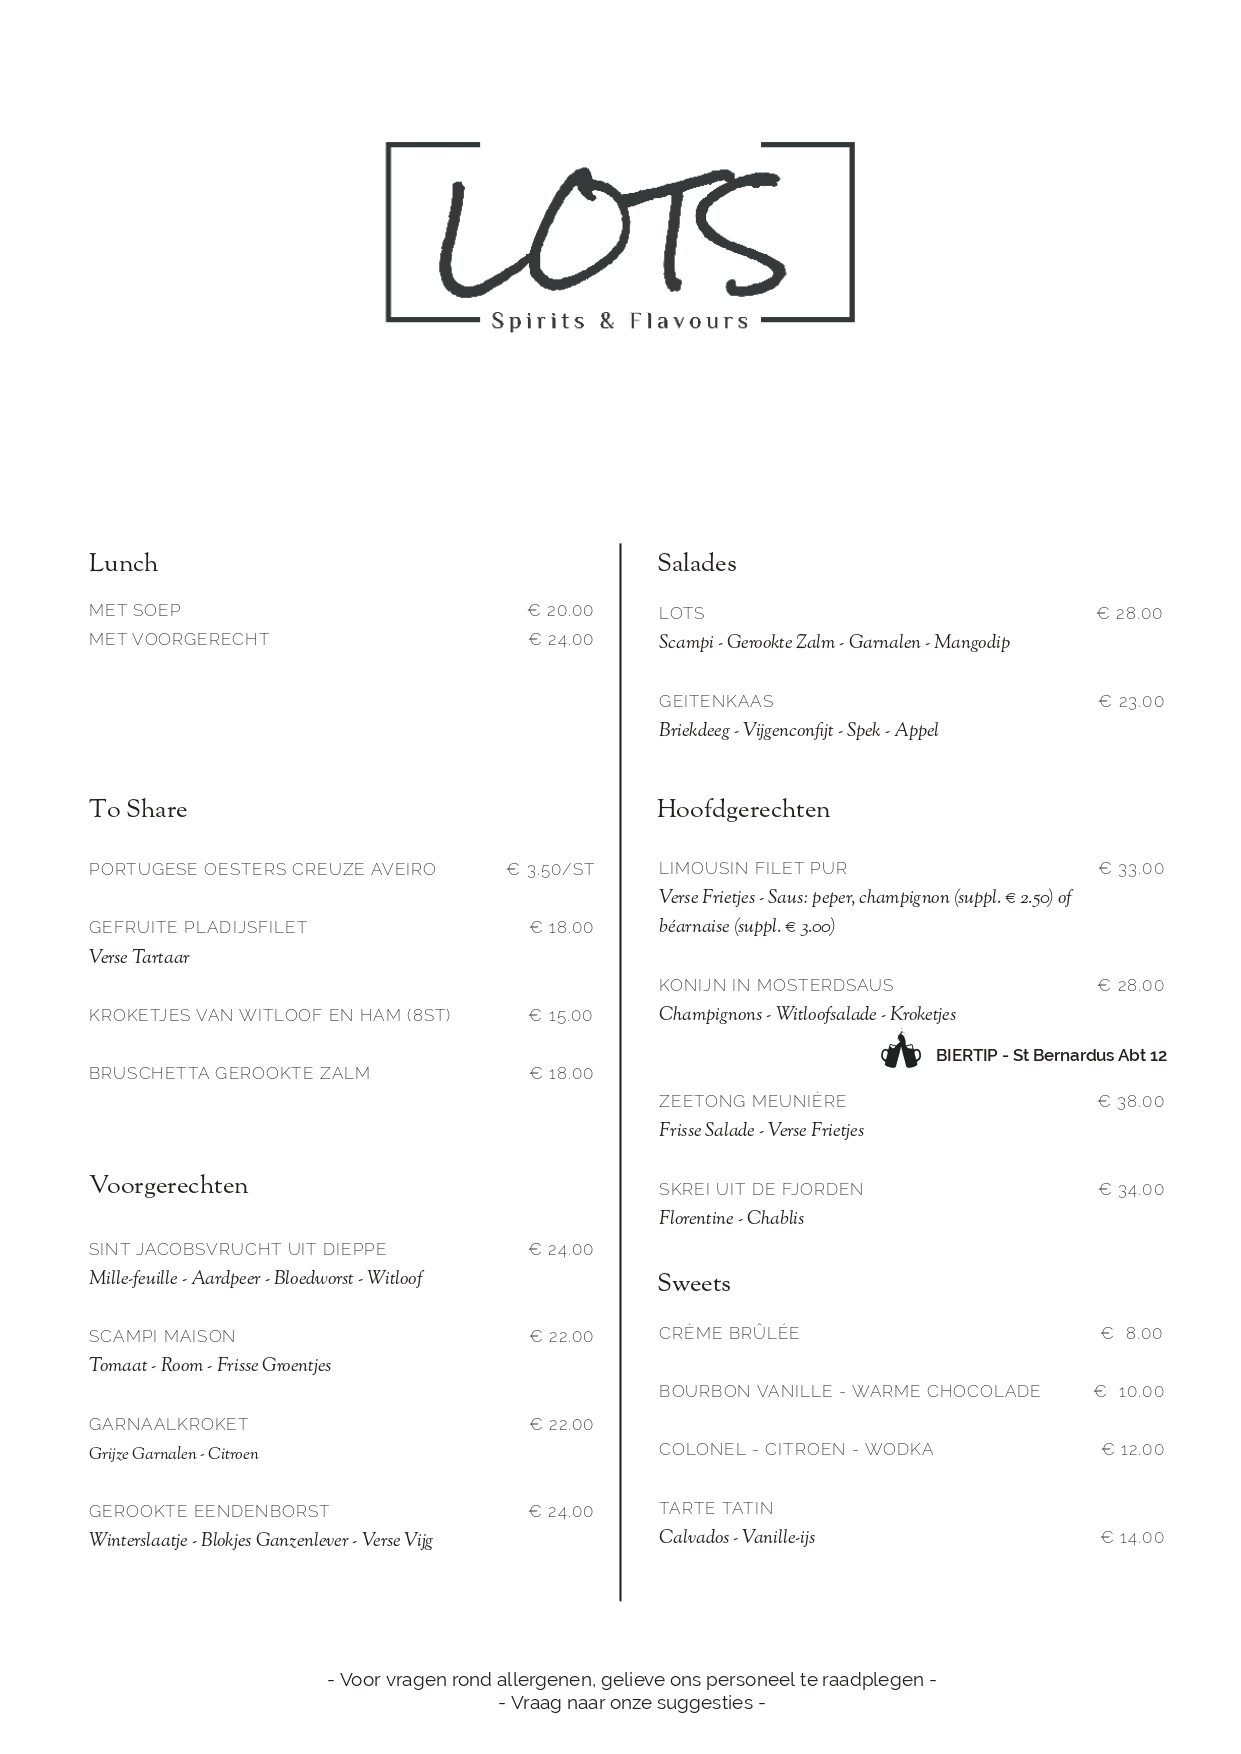 LOTS
Spirits & Flavours
Lunch
MET SOEP € 20.00
MET VOORGERECHT € 24.00
To Share
PORTUGESE OESTERS CREUZE AVEIRO € 3.50/ST
GEFRUITE PLADIJSFILET € 18.00
Verse Tartaar
KROKETJES VAN WITLOOF EN HAM (8ST) € 15.00
BRUSCHETTA GEROOKTE ZALM € 18.00
Voorgerechten
SINT JACOBSVRUCHT UIT DIEPPE € 24.00
Mille-feuille - Aardpeer - Bloedworst - Witloof
SCAMPI MAISON € 22.00
Tomaat - Room - Frisse Groentjes
GARNAALKROKET € 22.00
Grijze Garnalen - Citroen
GEROOKTE EENDENBORST € 24.00
Winterslaatje - Blokjes Ganzenlever - Verse Vijg
Salades
LOTS € 28.00
Scampi - Gerookte Zalm - Garnalen - Mangodip
GEITENKAAS € 23.00
Briekdeeg - Vijgenconfijt - Spek - Appel
Hoofdgerechten
LIMOUSIN FILET PUR € 33.00
Verse Frietjes - Saus: peper, champignon (suppl. € 2.50) of
béarnaise (suppl. € 3.00)
KONIJN IN MOSTERDSAUS € 28.00
Champignons - Witloofsalade - Kroketjes
BIERTIP - St Bernardus Abt 12
ZEETONG MEUNIÈRE € 38.00
Frisse Salade - Verse Frietjes
SKREI UIT DE FJORDEN € 34.00
Florentine - Chablis
Sweets
CRÈME BRÛLÉE € 8.00
BOURBON VANILLE - WARME CHOCOLADE € 10.00
COLONEL - CITROEN - WODKA € 12.00
TARTE TATIN
Calvados - Vanille-ijs € 14.00
- Voor vragen rond allergenen, gelieve ons personeel te raadplegen -
- Vraag naar onze suggesties -